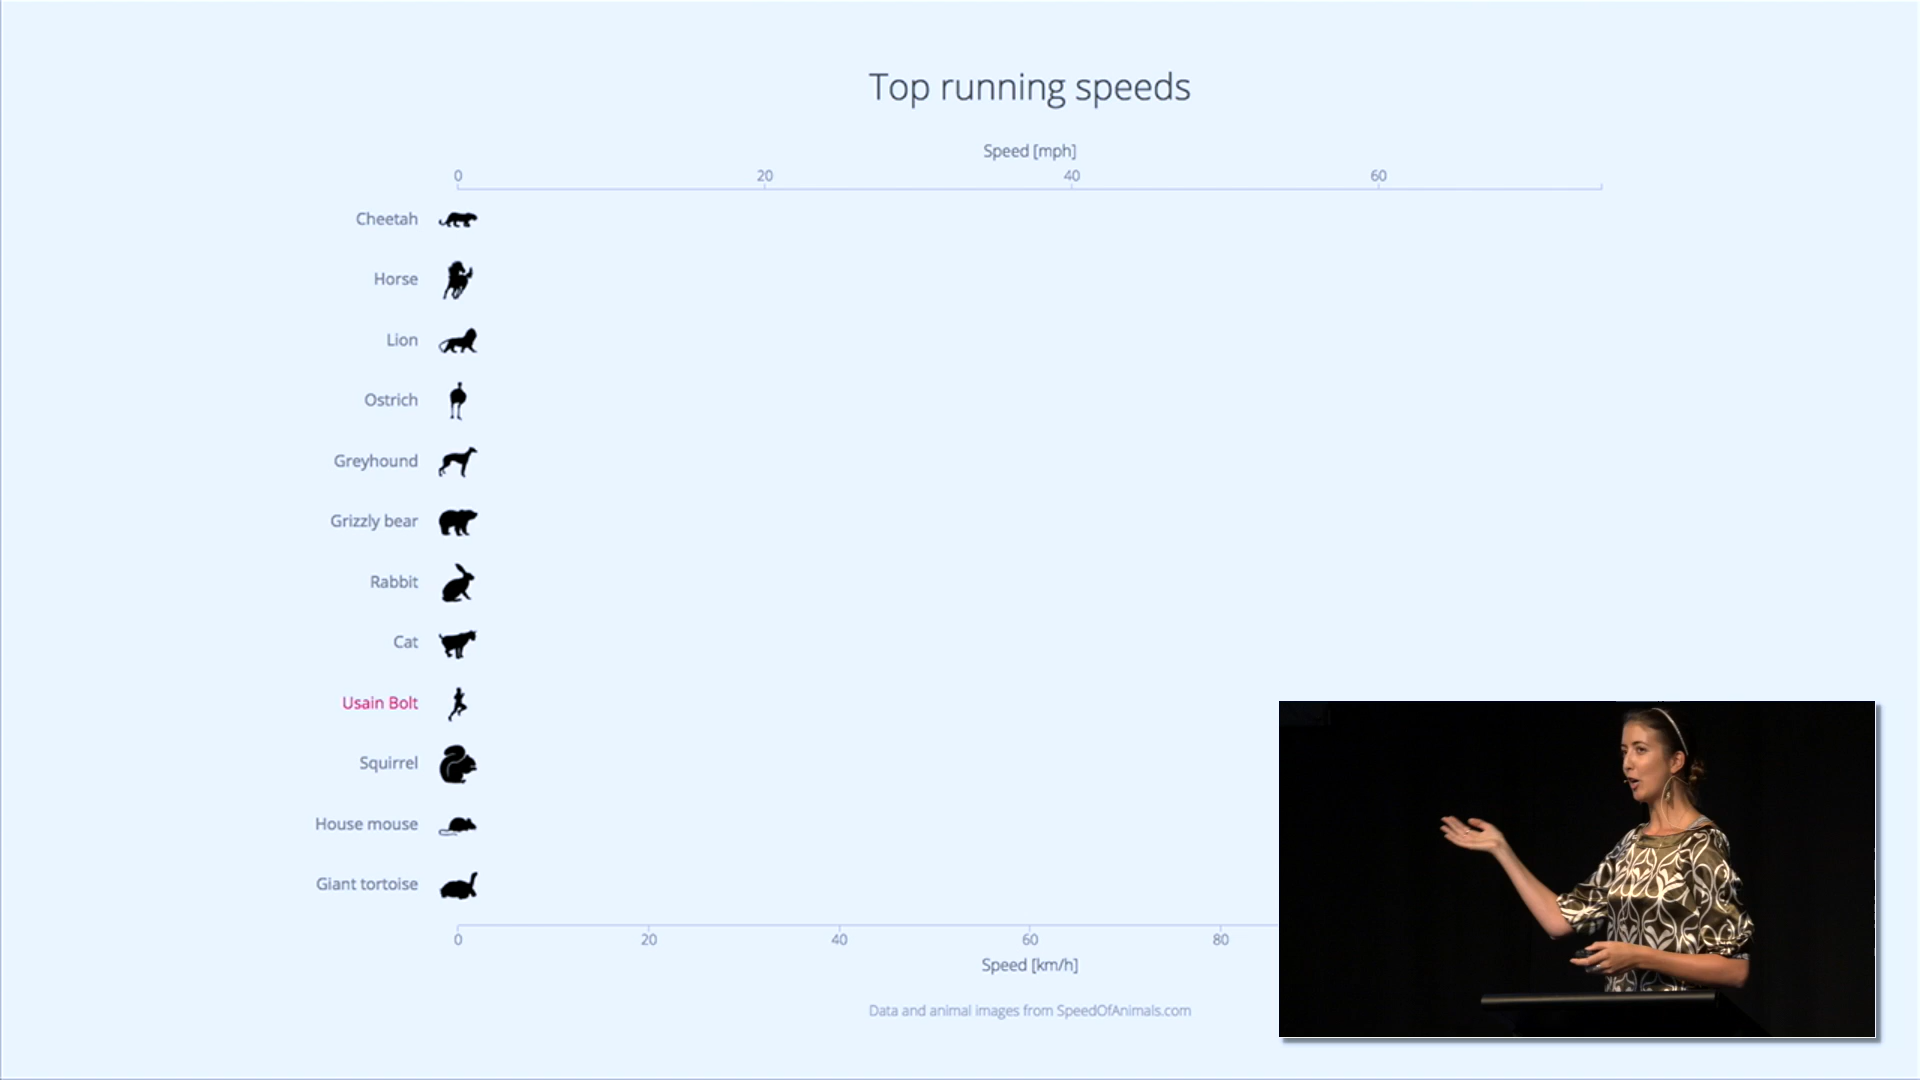 Top running speeds
Speed [mph]
0 20 40 60
Cheetah
Horse
Lion
Ostrich
Greyhound
Grizzly bear
Rabbit
Cat
Usain Bolt
Squirrel
House mouse
Giant tortoise
0 20 40 60 80
Speed [km/h]
Data and animal images from SpeedOfAnimals.com